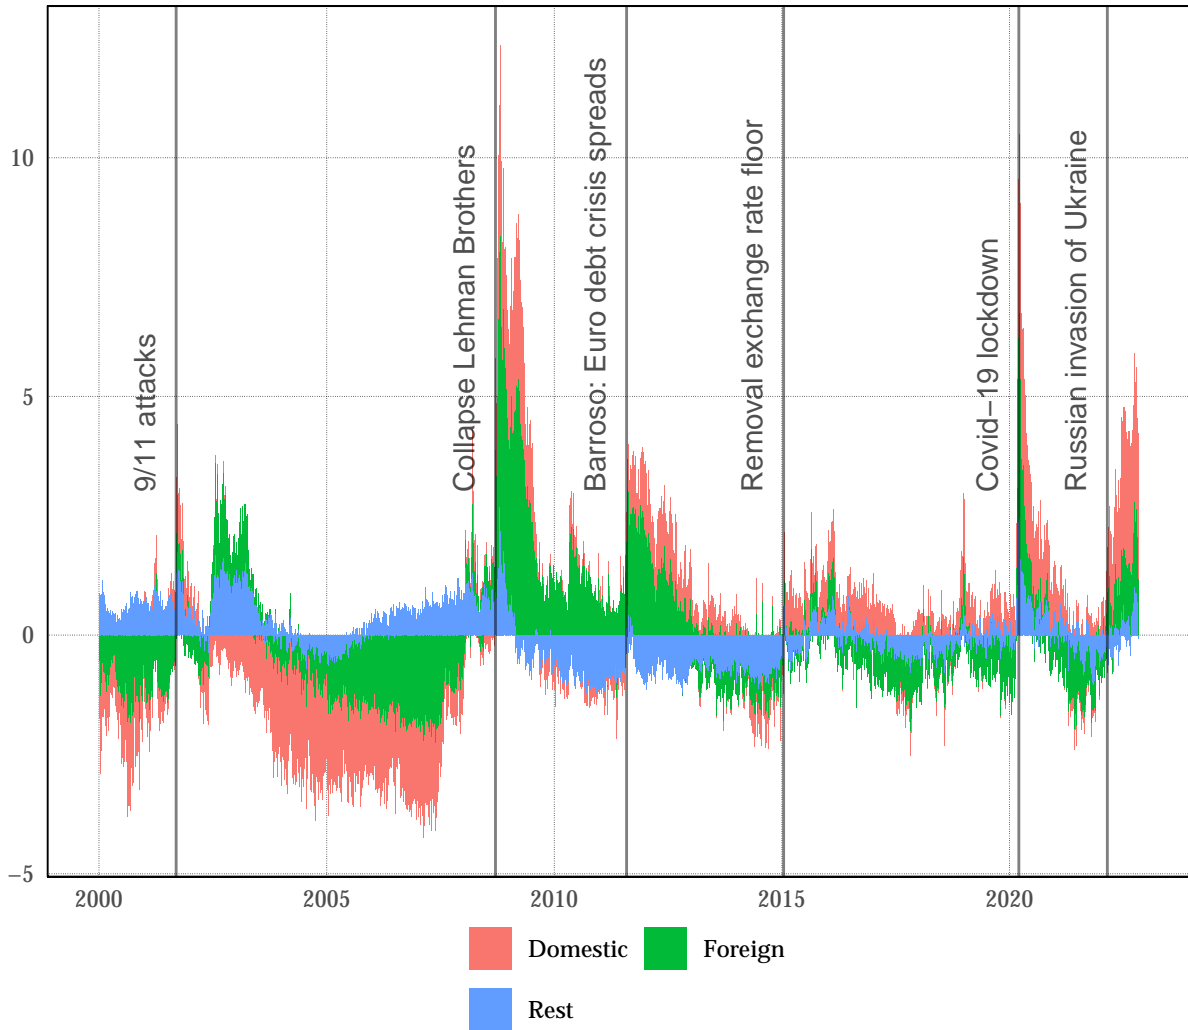 10
5
0
−5
9/11 attacks
Collapse Lehman Brothers
Barroso: Euro debt crisis spreads
Removal exchange rate floor
Covid−19 lockdown
Russian invasion of Ukraine
2000 2005 2010 2015 2020
Domestic Foreign
Rest